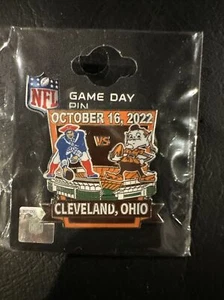 NFL
GAME DAY
PIN
OCTOBER 16, 2022
VS
CLEVELAND, OHIO